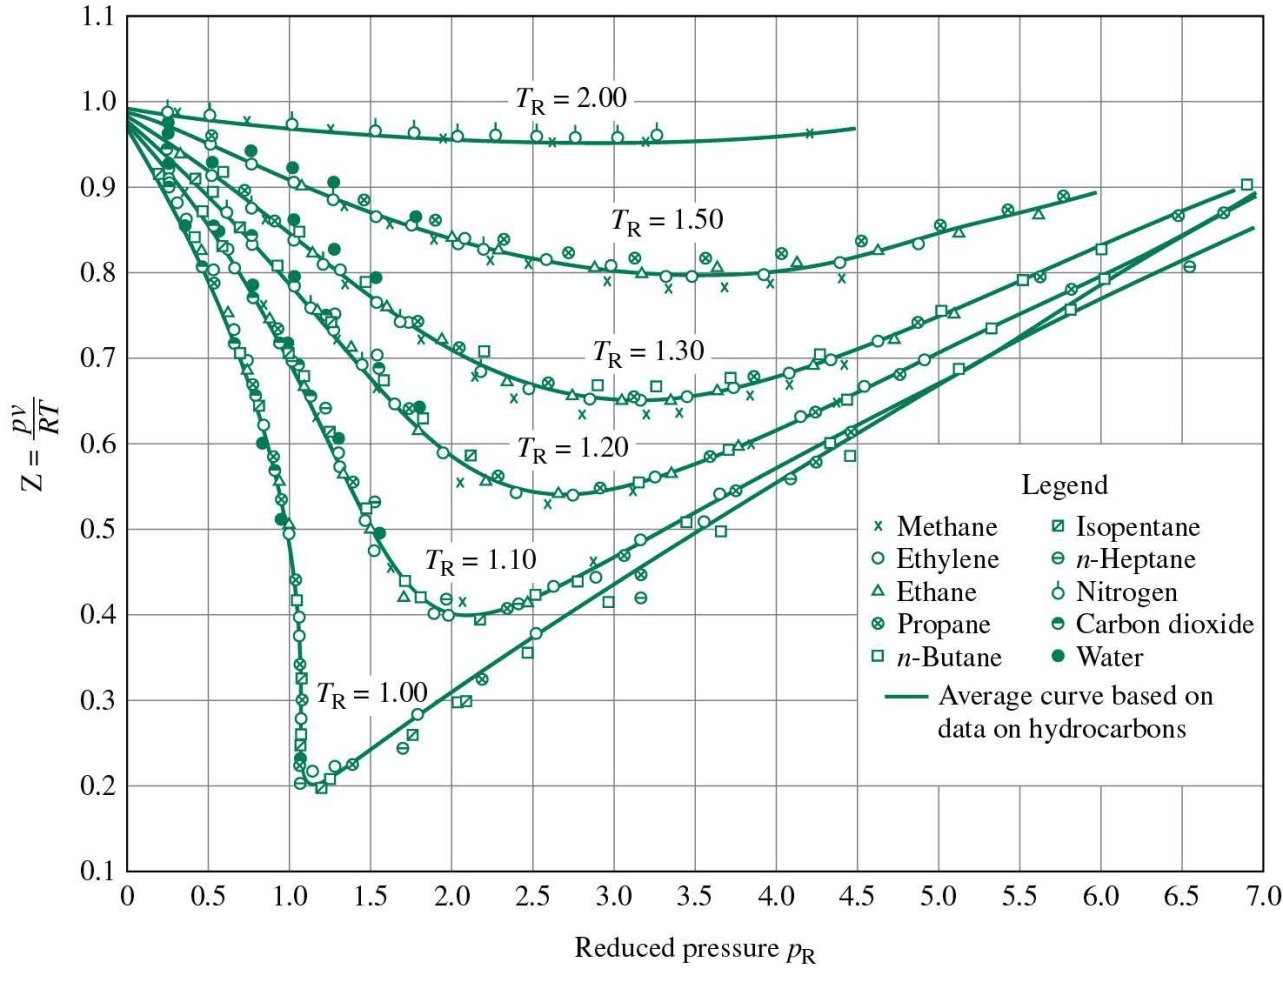 1.1
1.0
0.9
0.8
0.7
0.6
0.5
0.4
0.3
0.2
0.1
Z = pv/RT
T_R = 2.00
T_R = 1.50
T_R = 1.30
T_R = 1.20
T_R = 1.10
T_R = 1.00
Legend
x Methane
Ethylene
Ethane
Propane
n-Butane
Isopentane
n-Heptane
Nitrogen
Carbon dioxide
Water
Average curve based on
data on hydrocarbons
0 0.5 1.0 1.5 2.0 2.5 3.0 3.5 4.0 4.5 5.0 5.5 6.0 6.5 7.0
Reduced pressure p_R